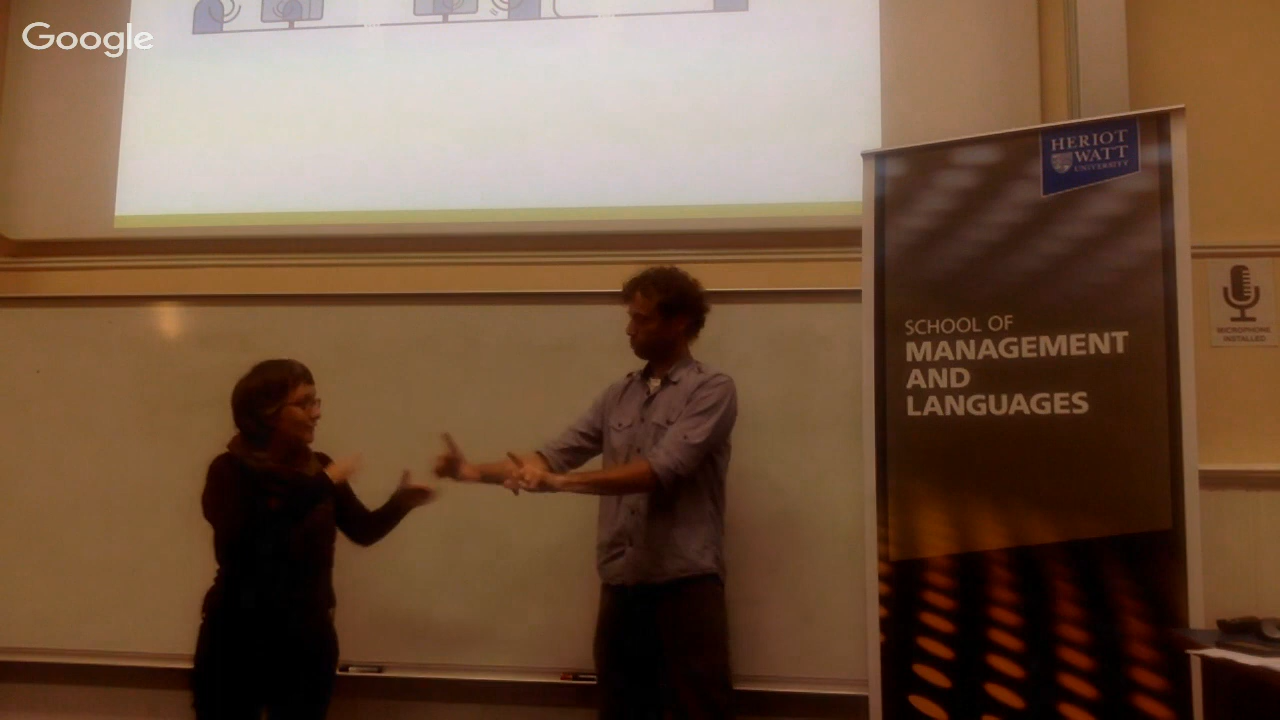 Google
HERIOT
WATT
UNIVERSITY
SCHOOL OF
MANAGEMENT
AND
LANGUAGES
MICROPHONE
INSTALLED